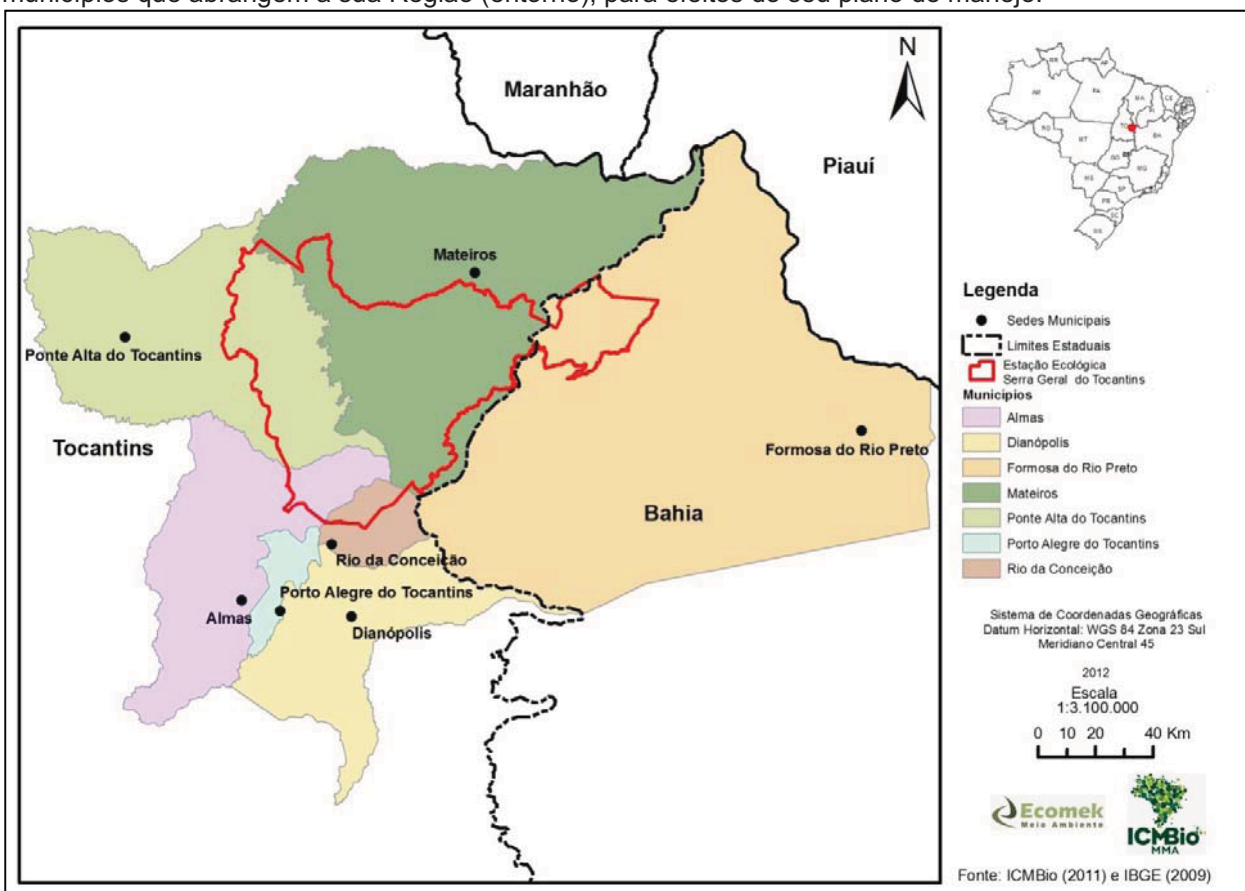 municípios que abrangem a sua Região (entorno), para efeitos do seu plano de manejo.
N
Maranhão
Piauí
Mateiros
Ponte Alta do Tocantins
Tocantins
Formosa do Rio Preto
Bahia
Rio da Conceição
Porto Alegre do Tocantins
Almas
Dianópolis
Legenda
Sedes Municipais
Limites Estaduais
Estação Ecológica
Serra Geral do Tocantins
Municípios
Almas
Dianópolis
Formosa do Rio Preto
Mateiros
Ponte Alta do Tocantins
Porto Alegre do Tocantins
Rio da Conceição
Sistema de Coordenadas Geográficas
Datum Horizontal: WGS 84 Zona 23 Sul
Meridiano Central 45
2012
Escala
1:3.100.000
0 10 20 40 Km
Ecomek
Meio Ambiente
ICMBio
MMA
Fonte: ICMBio (2011) e IBGE (2009)